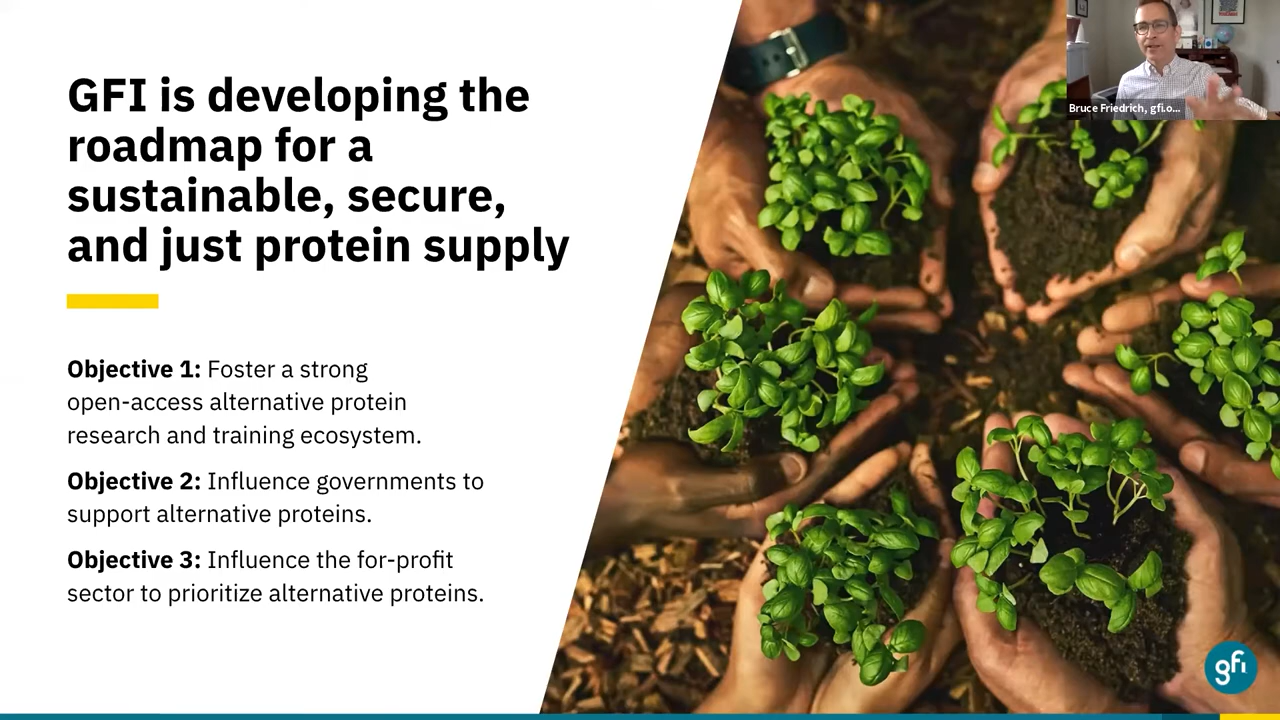 GFI is developing the
roadmap for a
sustainable, secure,
and just protein supply
Objective 1: Foster a strong
open-access alternative protein
research and training ecosystem.
Objective 2: Influence governments to
support alternative proteins.
Objective 3: Influence the for-profit
sector to prioritize alternative proteins.
Bruce Friedrich, gfi.o...
gfi